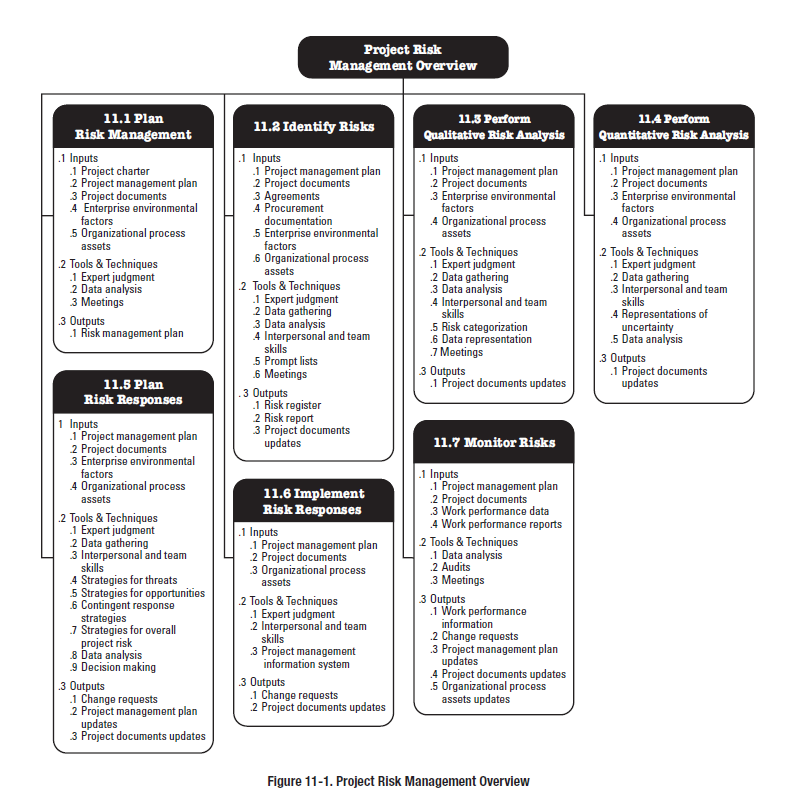 Project Risk
Management Overview
11.1 Plan
Risk Management
.1 Inputs
.1 Project charter
.2 Project management plan
.3 Project documents
.4 Enterprise environmental
factors
.5 Organizational process
assets
.2 Tools & Techniques
.1 Expert judgment
.2 Data analysis
.3 Meetings
.3 Outputs
.1 Risk management plan
11.2 Identify Risks
.1 Inputs
.1 Project management plan
.2 Project documents
.3 Agreements
.4 Procurement
documentation
.5 Enterprise environmental
factors
.6 Organizational process
assets
.2 Tools & Techniques
.1 Expert judgment
.2 Data gathering
.3 Data analysis
.4 Interpersonal and team
skills
.5 Prompt lists
.6 Meetings
.3 Outputs
.1 Risk register
.2 Risk report
.3 Project documents
updates
11.3 Perform
Qualitative Risk Analysis
.1 Inputs
.1 Project management plan
.2 Project documents
.3 Enterprise environmental
factors
.4 Organizational process
assets
.2 Tools & Techniques
.1 Expert judgment
.2 Data gathering
.3 Data analysis
.4 Interpersonal and team
skills
.5 Risk categorization
.6 Data representation
.7 Meetings
.3 Outputs
.1 Project documents updates
11.4 Perform
Quantitative Risk Analysis
.1 Inputs
.1 Project management plan
.2 Project documents
.3 Enterprise environmental
factors
.4 Organizational process
assets
.2 Tools & Techniques
.1 Expert judgment
.2 Data gathering
.3 Interpersonal and team
skills
.4 Representations of
uncertainty
.5 Data analysis
.3 Outputs
.1 Project documents
updates
11.5 Plan
Risk Responses
1 Inputs
.1 Project management plan
.2 Project documents
.3 Enterprise environmental
factors
.4 Organizational process
assets
.2 Tools & Techniques
.1 Expert judgment
.2 Data gathering
.3 Interpersonal and team
skills
.4 Strategies for threats
.5 Strategies for opportunities
.6 Contingent response
strategies
.7 Strategies for overall
project risk
.8 Data analysis
.9 Decision making
.3 Outputs
.1 Change requests
.2 Project management plan
updates
.3 Project documents updates
11.6 Implement
Risk Responses
.1 Inputs
.1 Project management plan
.2 Project documents
.3 Organizational process
assets
.2 Tools & Techniques
.1 Expert judgment
.2 Interpersonal and team
skills
.3 Project management
information system
.3 Outputs
.1 Change requests
.2 Project documents updates
11.7 Monitor Risks
.1 Inputs
.1 Project management plan
.2 Project documents
.3 Work performance data
.4 Work performance reports
.2 Tools & Techniques
.1 Data analysis
.2 Audits
.3 Meetings
.3 Outputs
.1 Work performance
information
.2 Change requests
.3 Project management plan
updates
.4 Project documents updates
.5 Organizational process
assets updates
Figure 11-1. Project Risk Management Overview